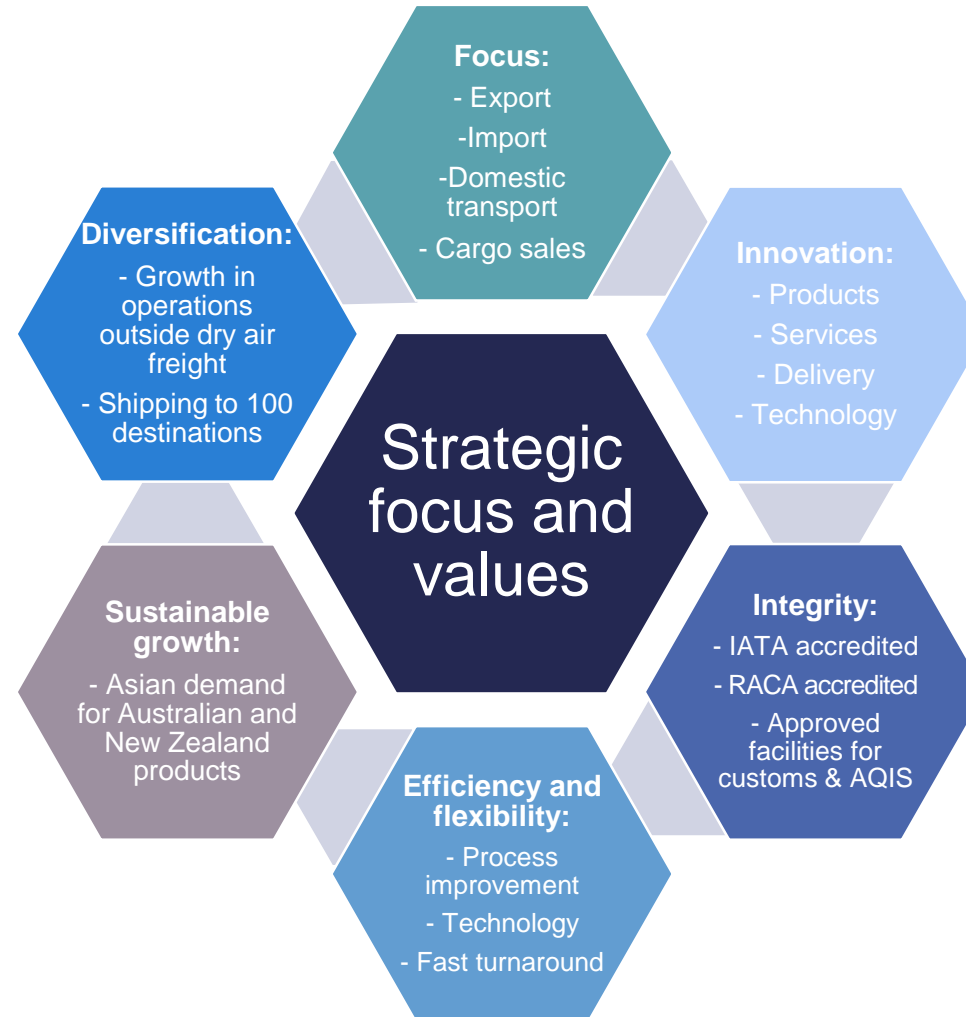 Focus:
- Export
-Import
-Domestic
transport
- Cargo sales
Innovation:
- Products
- Services
- Delivery
- Technology
Integrity:
- IATA accredited
- RACA accredited
- Approved
facilities for
customs & AQIS
Efficiency and
flexibility:
- Process
improvement
- Technology
- Fast turnaround
Sustainable
growth:
- Asian demand
for Australian and
New Zealand
products
Diversification:
- Growth in
operations
outside dry air
freight
- Shipping to 100
destinations
Strategic
focus and
values